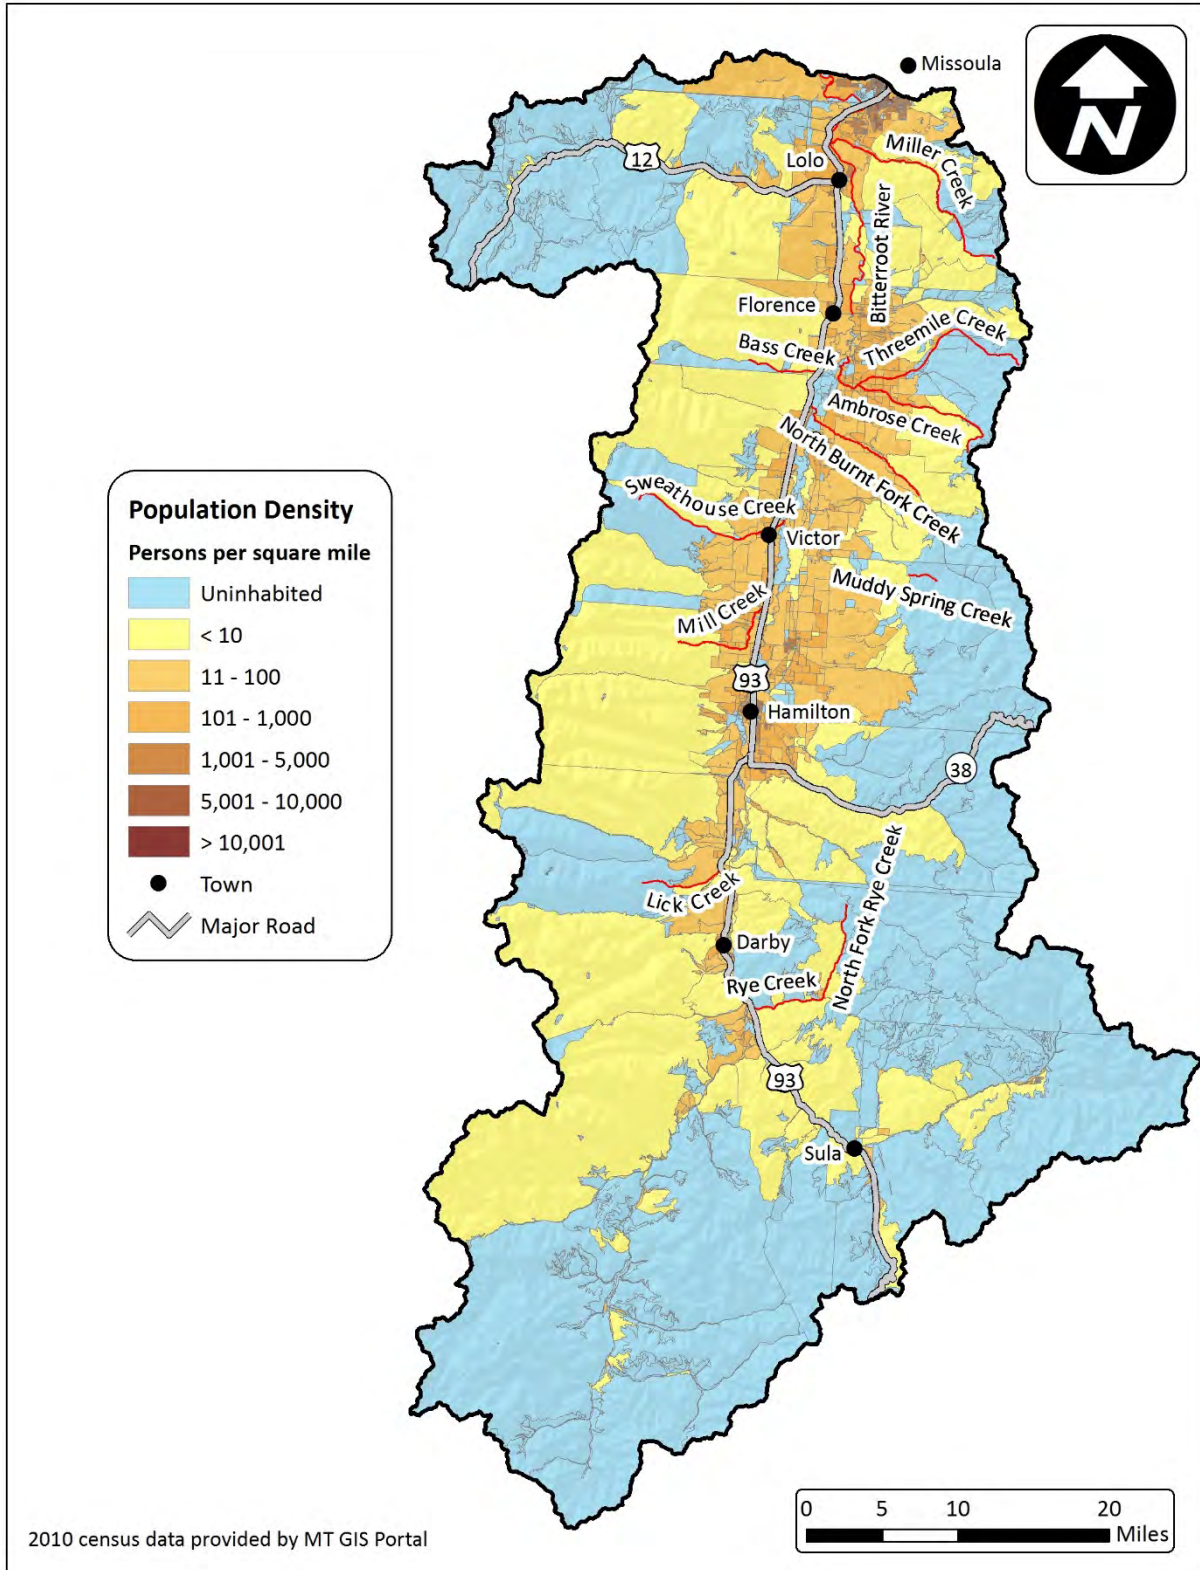 Missoula
N
Miller Creek
12
Lolo
Bitterroot River
Florence
Bass Creek
Threemile Creek
Ambrose Creek
North Burnt Fork Creek
Sweathouse Creek
Victor
Muddy Spring Creek
Mill Creek
93
Hamilton
38
Lick Creek
North Fork Rye Creek
Darby
Rye Creek
93
Sula
Population Density
Persons per square mile
Uninhabited
< 10
11 - 100
101 - 1,000
1,001 - 5,000
5,001 - 10,000
> 10,001
Town
Major Road
0 5 10 20
Miles
2010 census data provided by MT GIS Portal